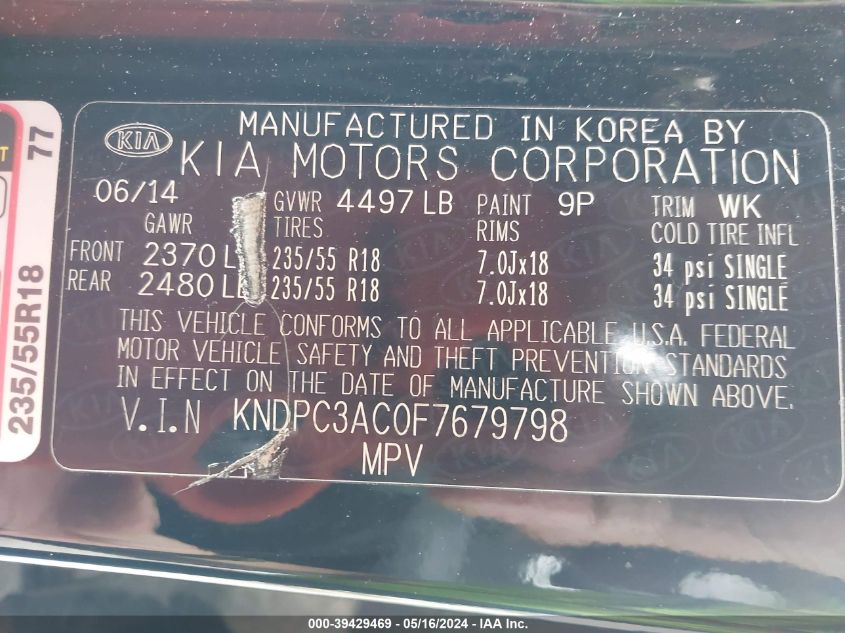 KIA
MANUFACTURED IN KOREA BY
KIA MOTORS CORPORATION
06/14 GVWR 4497 LB PAINT 9P TRIM WK
GAWR TIRES RIMS COLD TIRE INFL
FRONT 2370 L 235/55 R18 7.0Jx18 34 psi SINGLE
REAR 2480 LB 235/55 R18 7.0Jx18 34 psi SINGLE
THIS VEHICLE CONFORMS TO ALL APPLICABLE U.S.A. FEDERAL
MOTOR VEHICLE SAFETY AND THEFT PREVENTION STANDARDS
IN EFFECT ON THE DATE OF MANUFACTURE SHOWN ABOVE.
V.I.N KNDPC3AC0F7679798
MPV
77
235/55R18
000-39429469 - 05/16/2024 - IAA Inc.